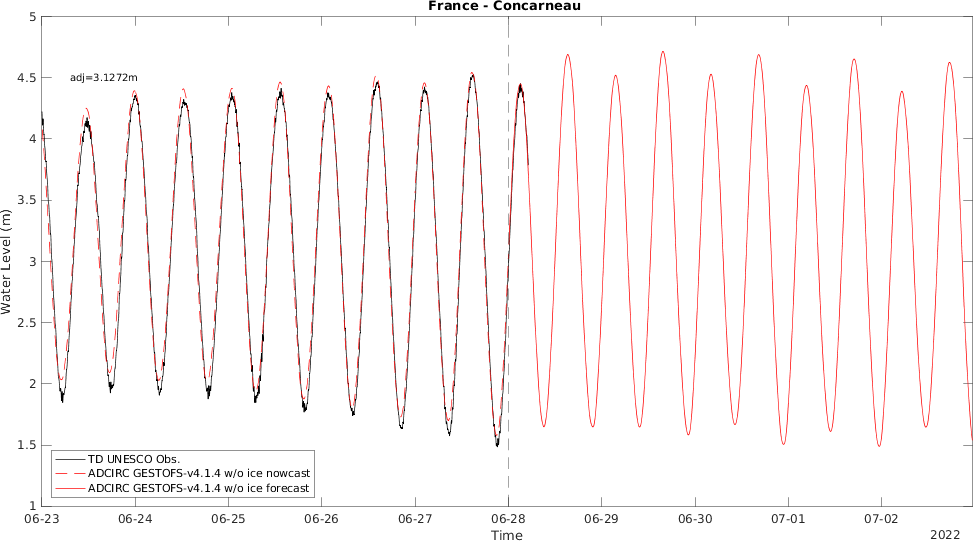 France - Concarneau
5
4.5
4
3.5
3
2.5
2
1.5
1
Water Level (m)
adj=3.1272m
TD UNESCO Obs.
ADCIRC GESTOFS-v4.1.4 w/o ice nowcast
ADCIRC GESTOFS-v4.1.4 w/o ice forecast
06-23 06-24 06-25 06-26 06-27 06-28 06-29 06-30 07-01 07-02
Time
2022